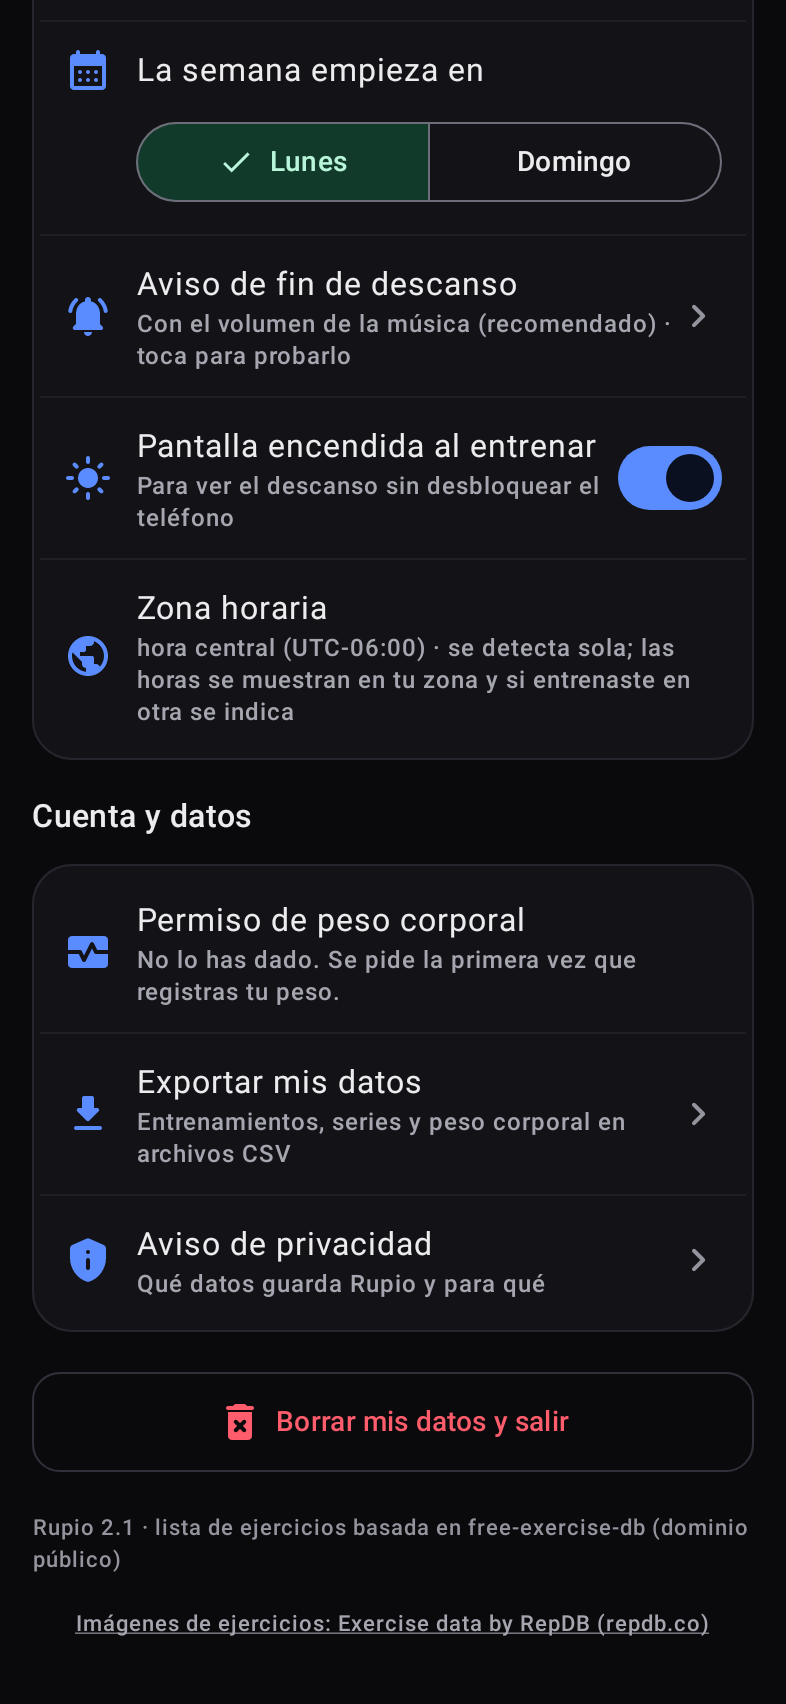 La semana empieza en
Lunes
Domingo
Aviso de fin de descanso
Con el volumen de la música (recomendado) ·
toca para probarlo
Pantalla encendida al entrenar
Para ver el descanso sin desbloquear el
teléfono
Zona horaria
hora central (UTC-06:00) · se detecta sola; las
horas se muestran en tu zona y si entrenaste en
otra se indica
Cuenta y datos
Permiso de peso corporal
No lo has dado. Se pide la primera vez que
registras tu peso.
Exportar mis datos
Entrenamientos, series y peso corporal en
archivos CSV
Aviso de privacidad
Qué datos guarda Rupio y para qué
Borrar mis datos y salir
Rupio 2.1 · lista de ejercicios basada en free-exercise-db (dominio
público)
Imágenes de ejercicios: Exercise data by RepDB (repdb.co)